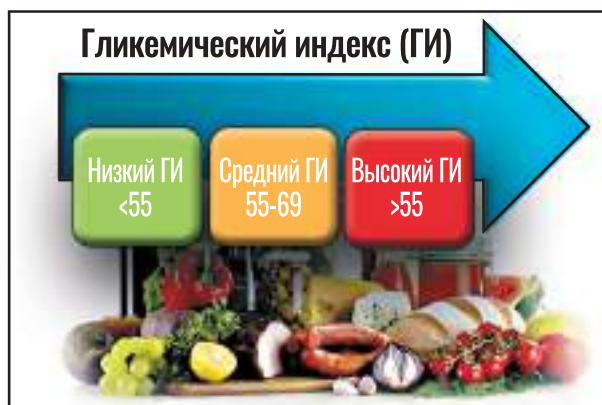 Гликемический индекс (ГИ)
Низкий ГИ
<55
Средний ГИ
55-69
Высокий ГИ
>55